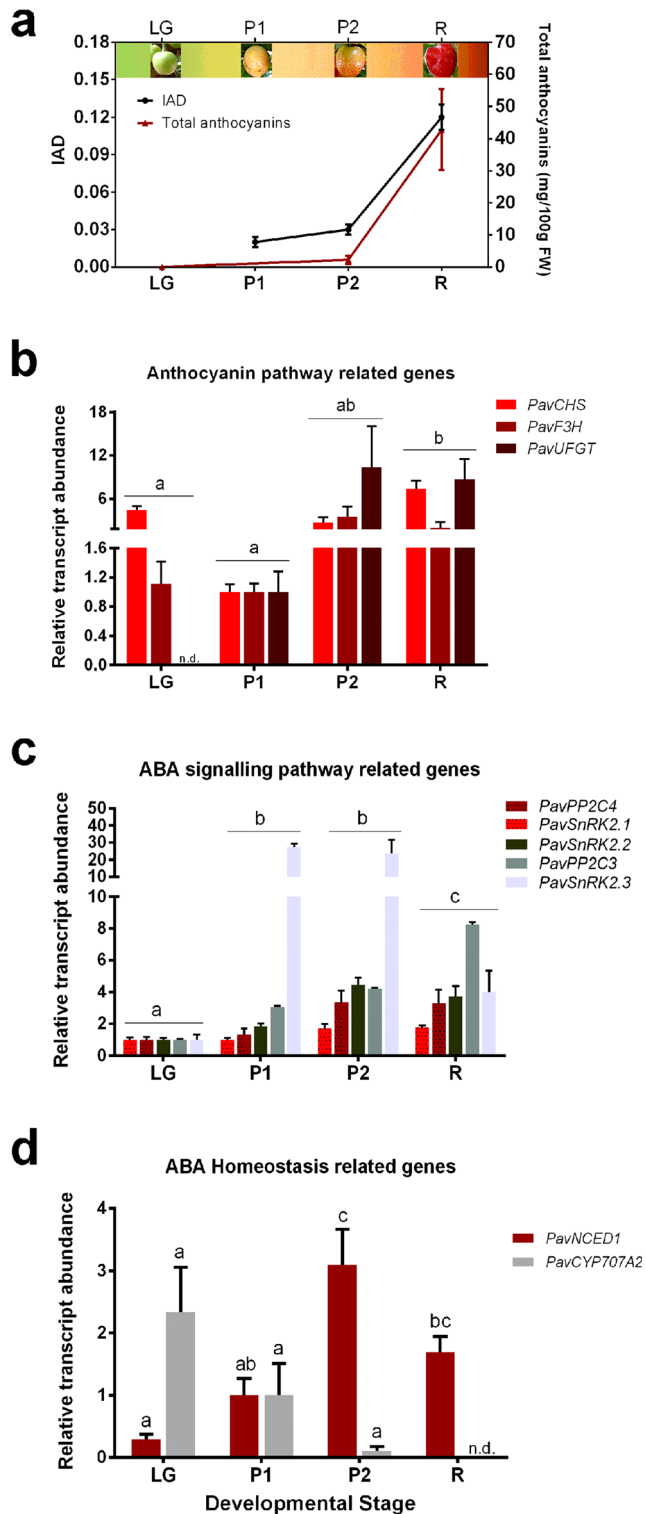 a
LG P1 P2 R
0.18
0.15
0.12
0.09
0.06
0.03
0.00
IAD
IAD
Total anthocyanins
70
60
50
40
30
20
10
0
Total anthocyanins (mg/100g FW)
LG P1 P2 R
b
Anthocyanin pathway related genes
Relative transcript abundance
18
12
6
1.6
1.2
0.8
0.4
0.0
a
n.d.
a
ab
b
LG P1 P2 R
PavCHS
PavF3H
PavUFGT
c
ABA signalling pathway related genes
Relative transcript abundance
50
40
30
20
10
8
6
4
2
0
a
b
b
c
LG P1 P2 R
PavPP2C4
PavSnRK2.1
PavSnRK2.2
PavPP2C3
PavSnRK2.3
d
ABA Homeostasis related genes
Relative transcript abundance
4
3
2
1
0
a
a
ab
a
c
a
bc
n.d.
LG P1 P2 R
Developmental Stage
PavNCED1
PavCYP707A2